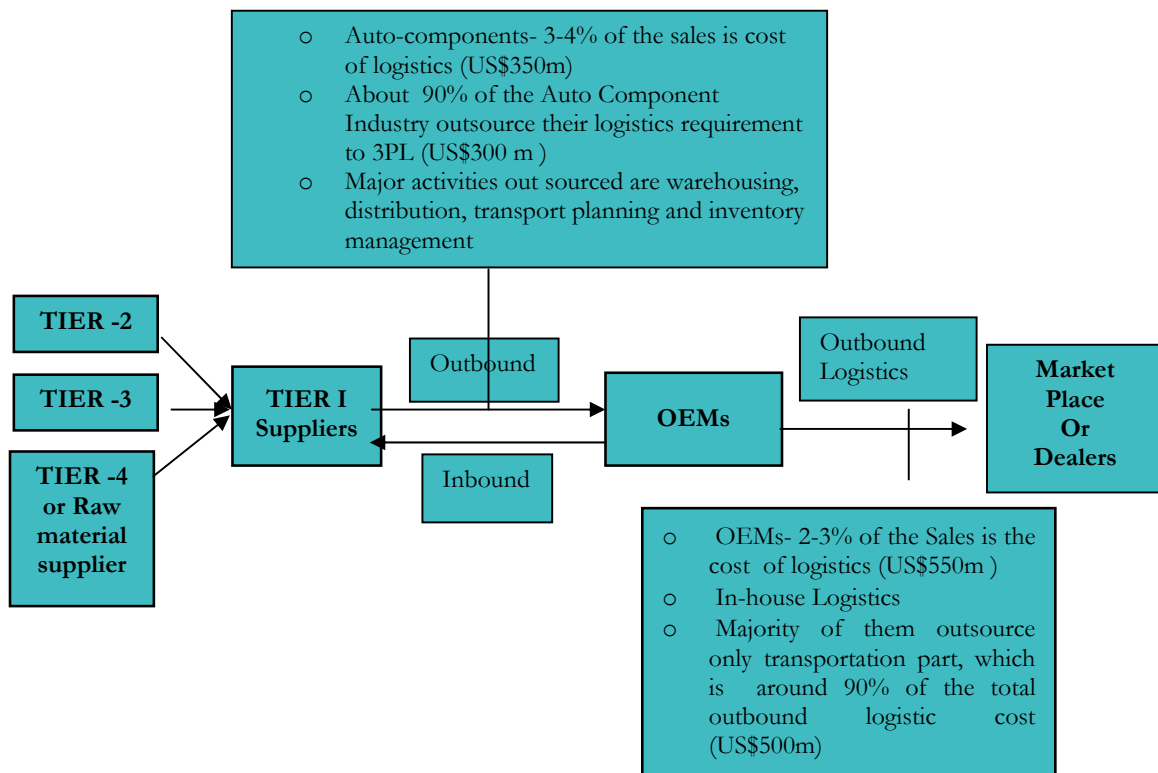 o Auto-components- 3-4% of the sales is cost
of logistics (US$350m)
o About 90% of the Auto Component
Industry outsource their logistics requirement
to 3PL (US$300 m )
o Major activities out sourced are warehousing,
distribution, transport planning and inventory
management
TIER -2
TIER -3
TIER -4
or Raw
material
supplier
TIER I
Suppliers
Outbound
Inbound
OEMs
Outbound
Logistics
Market
Place
Or
Dealers
o OEMs- 2-3% of the Sales is the
cost of logistics (US$550m )
o In-house Logistics
o Majority of them outsource
only transportation part, which
is around 90% of the total
outbound logistic cost
(US$500m)